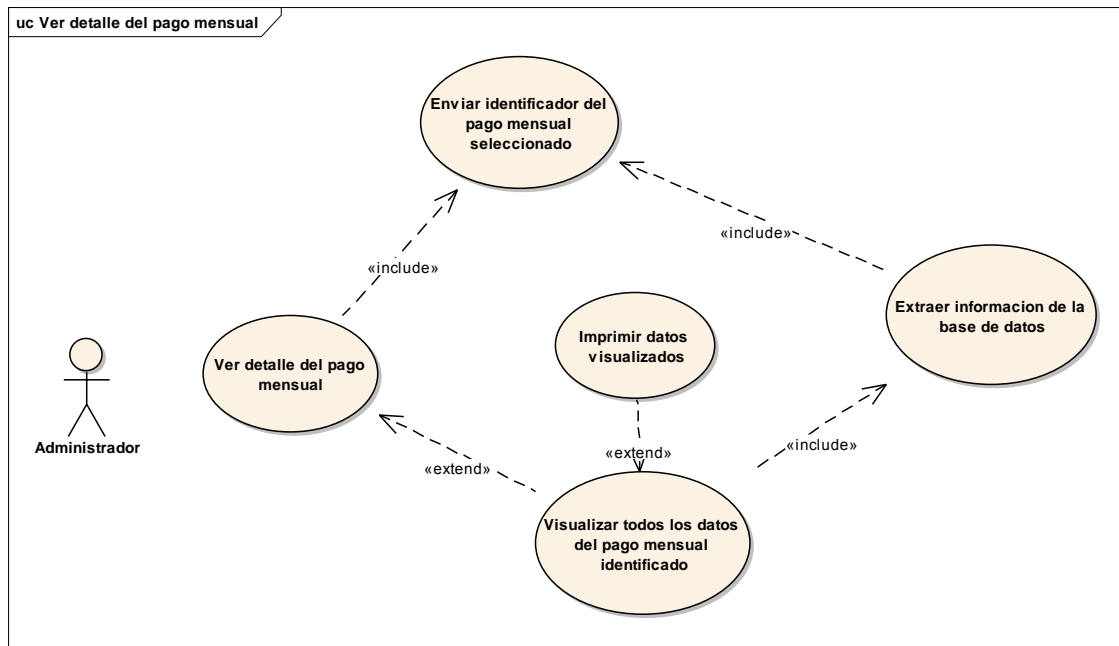 uc Ver detalle del pago mensual
Enviar identificador del
pago mensual
seleccionado
«include»
«include»
Extraer informacion de la
base de datos
Imprimir datos
visualizados
Ver detalle del pago
mensual
Administrador
«extend»
«extend»
«include»
Visualizar todos los datos
del pago mensual
identificado